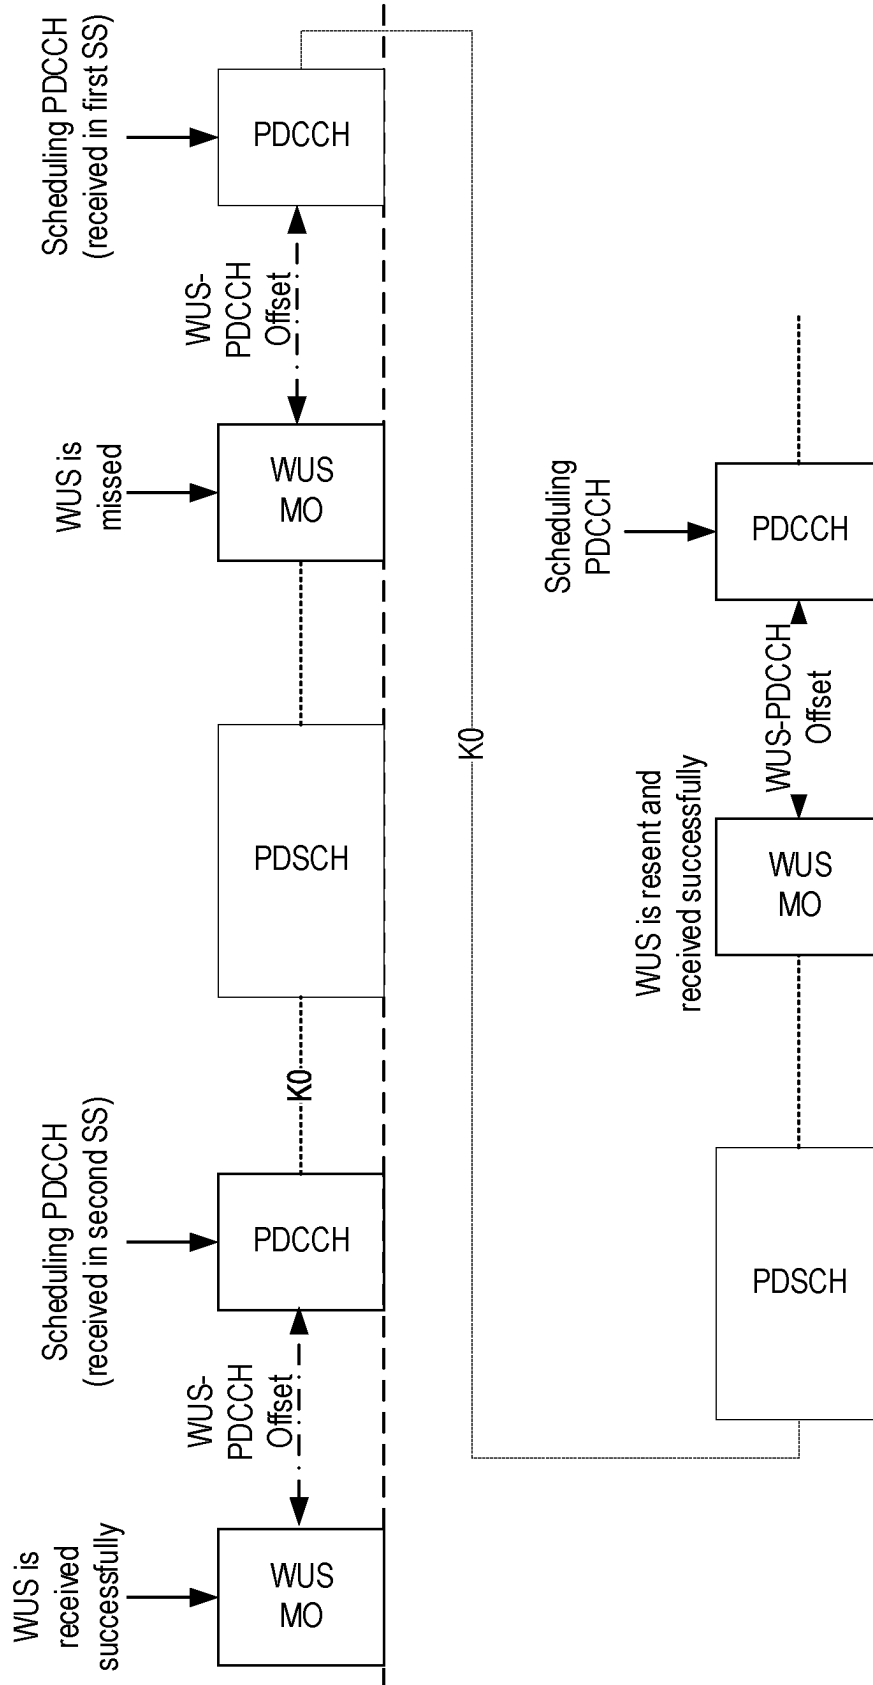 WUS is
received
successfully
WUS
MO
WUS-
PDCCH
Offset
Scheduling PDCCH
(received in second SS)
PDCCH
K0
PDSCH
WUS is
missed
WUS
MO
WUS-
PDCCH
Offset
Scheduling PDCCH
(received in first SS)
PDCCH
K0
PDSCH
WUS is resent and
received successfully
WUS
MO
WUS-PDCCH
Offset
Scheduling
PDCCH
PDCCH